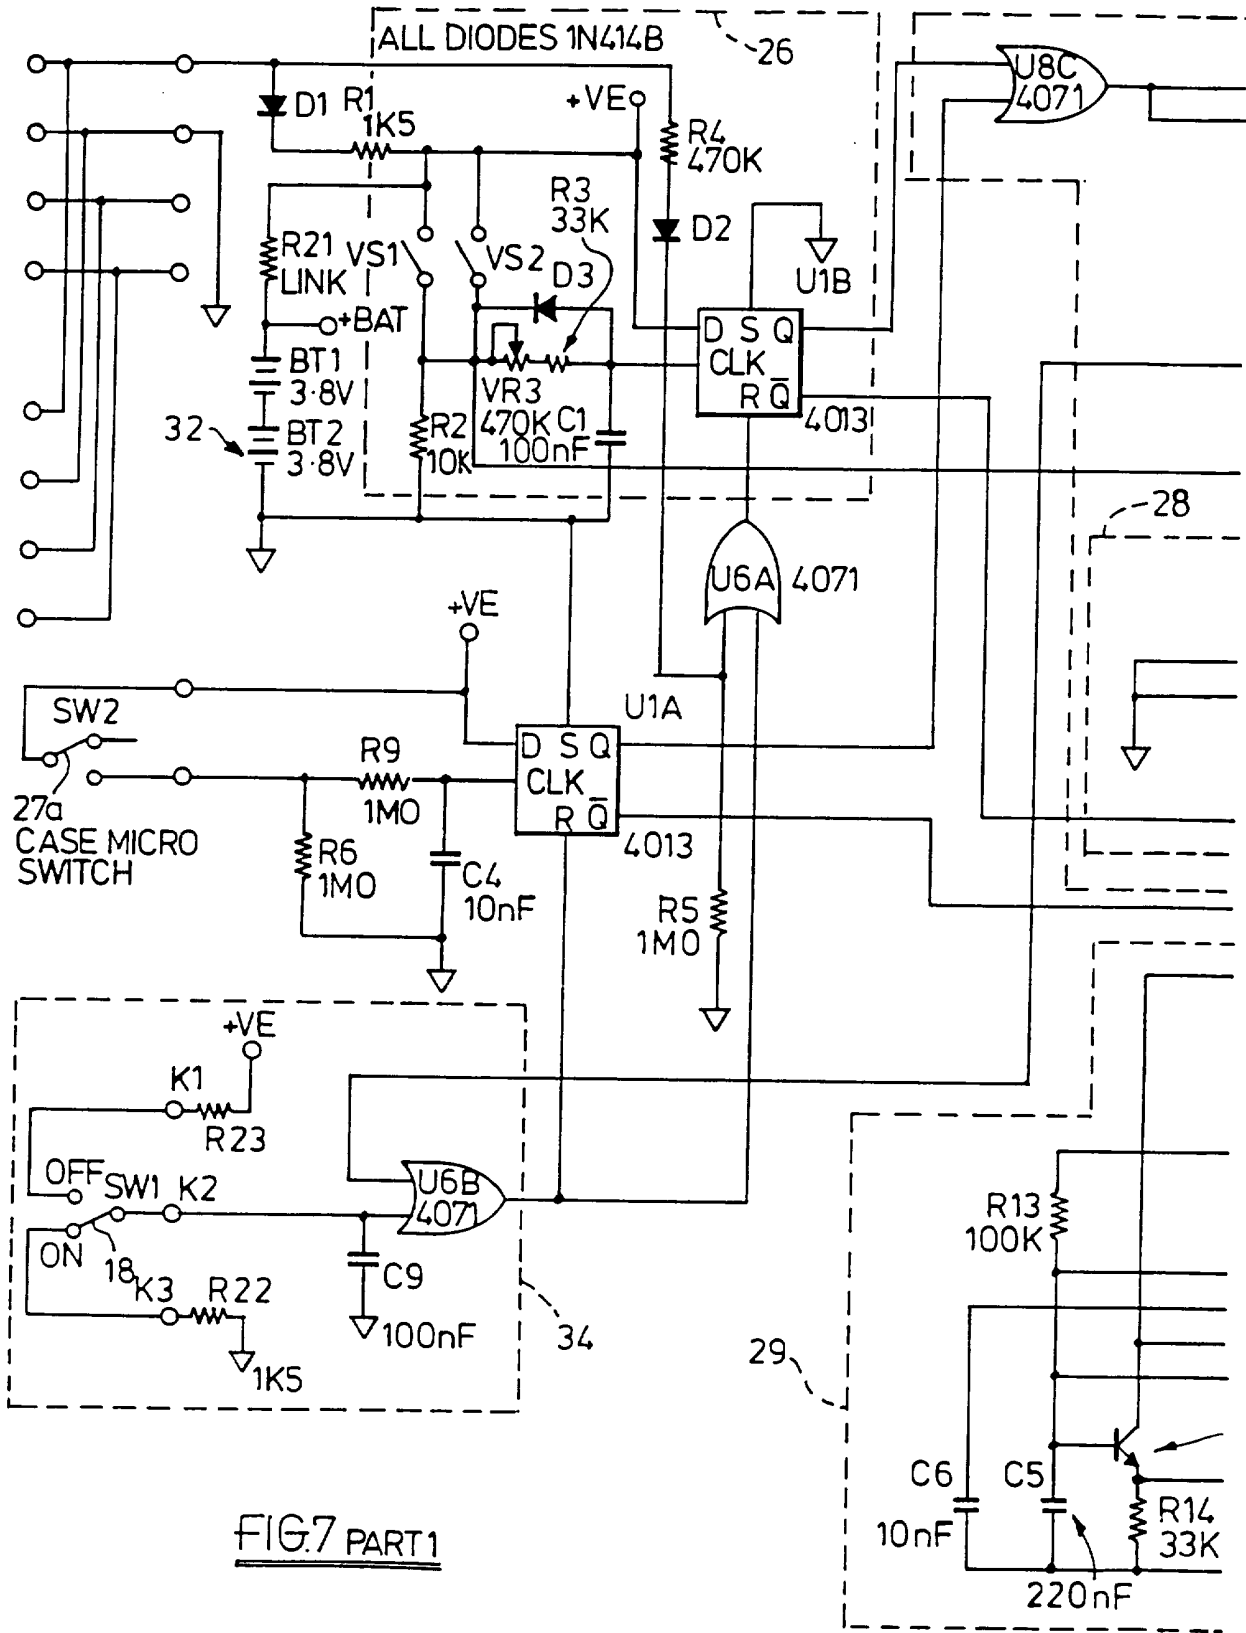 ALL DIODES 1N414B
26
U8C
4071
D1
R1
1K5
+VE
R4
470K
R3
33K
R21
LINK
VS1
VS2
D3
D2
U1B
+BAT
D S Q
CLK
R Q̅
4013
BT1
3·8V
VR3
470K
C1
100nF
R2
10K
32
BT2
3·8V
28
U6A
4071
+VE
SW2
U1A
R9
1M0
D S Q
CLK
R Q̅
4013
27a
CASE MICRO
SWITCH
R6
1M0
C4
10nF
R5
1M0
+VE
K1
R23
OFF
SW1
K2
U6B
4071
ON
18
K3
R22
C9
100nF
1K5
34
R13
100K
29
C6
10nF
C5
R14
33K
220nF
FIG.7 PART 1